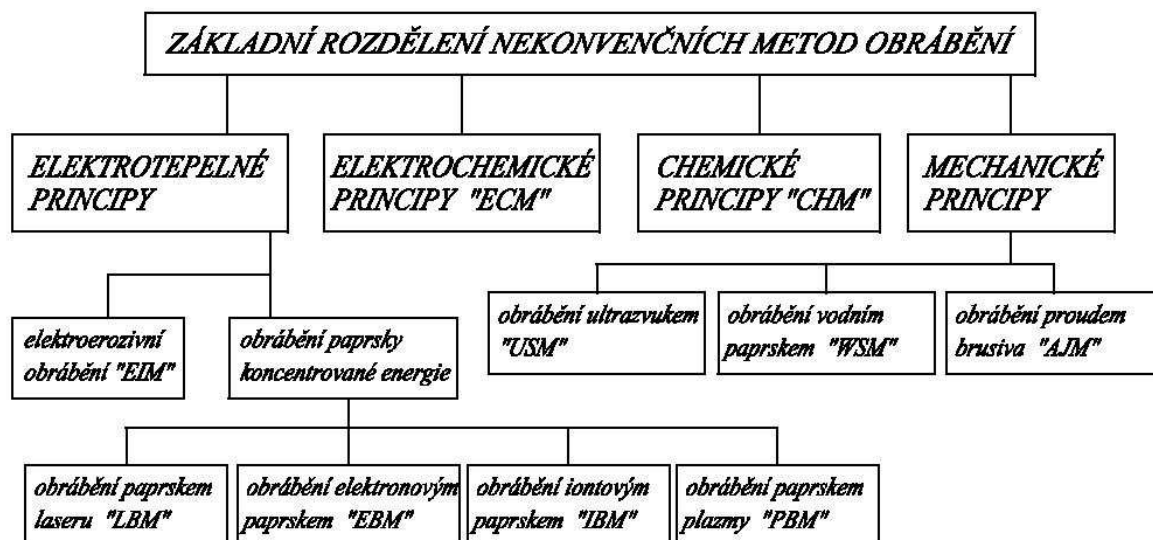 ZÁKLADNÍ ROZDĚLENÍ NEKONVENČNÍCH METOD OBRÁBĚNÍ
ELEKTROTEPELNÉ
PRINCIPY
ELEKTROCHEMICKÉ
PRINCIPY "ECM"
CHEMICKÉ
PRINCIPY "CHM"
MECHANICKÉ
PRINCIPY
elektroerozivní
obrábění "EIM"
obrábění paprsky
koncentrované energie
obrábění ultrazvukem
"USM"
obrábění vodním
paprskem "WSM"
obrábění proudem
brusiva "AJM"
obrábění paprskem
laseru "LBM"
obrábění elektronovým
paprskem "EBM"
obrábění iontovým
paprskem "IBM"
obrábění paprskem
plazmy "PBM"